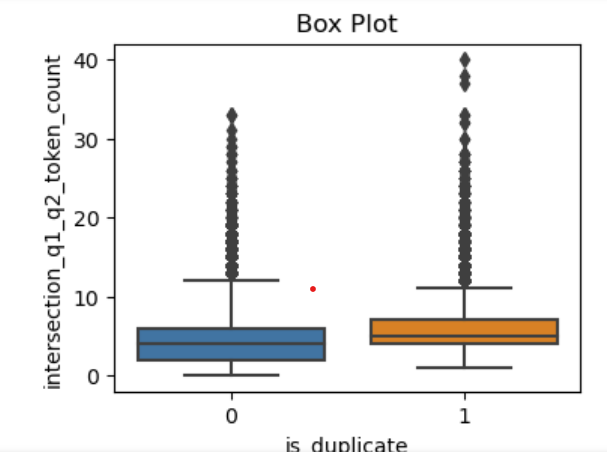 Box Plot
intersection_q1_q2_token_count
40
30
20
10
0
0
1
is_duplicate